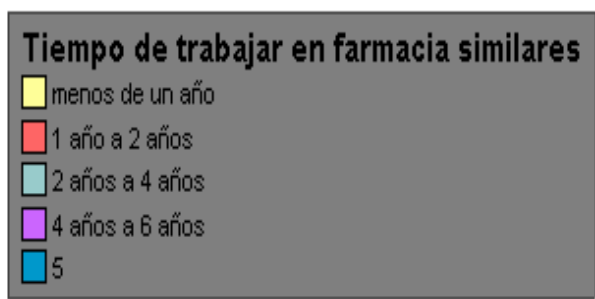 Tiempo de trabajar en farmacia similares
menos de un año
1 año a 2 años
2 años a 4 años
4 años a 6 años
5